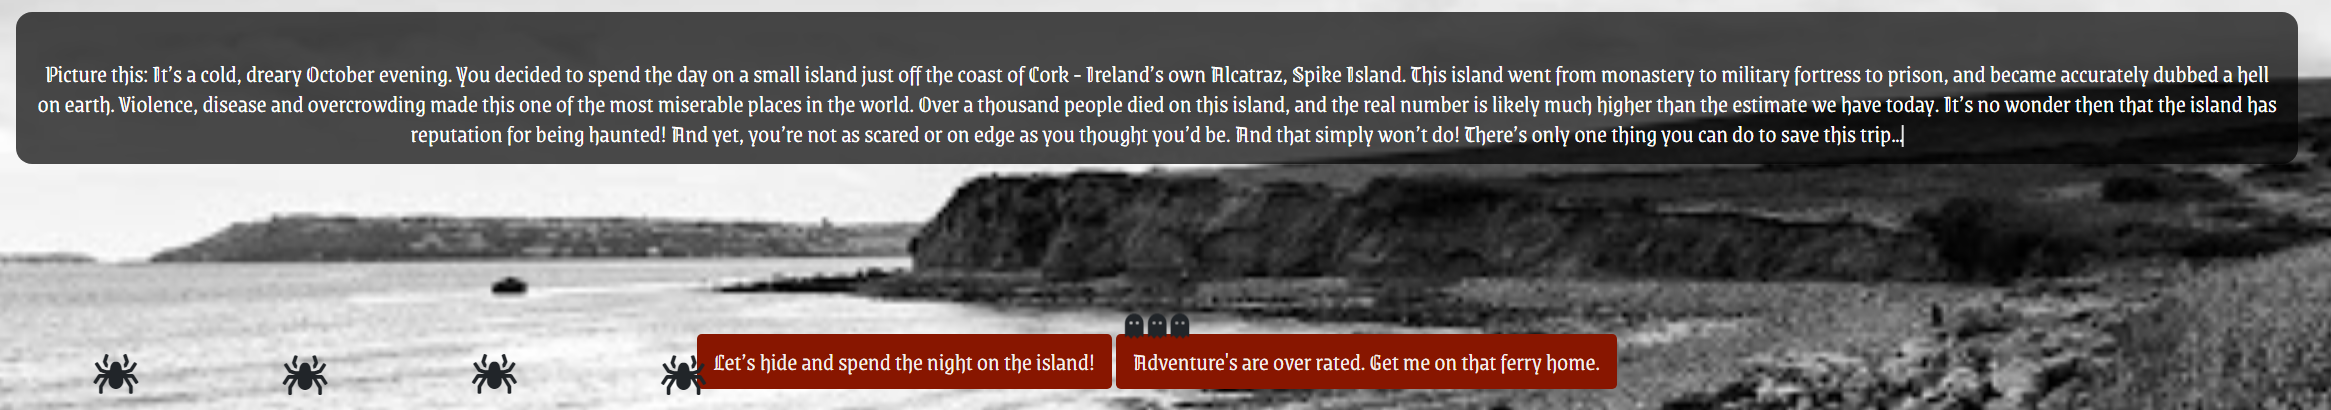 Picture this: It's a cold, dreary October evening. You decided to spend the day on a small island just off the coast of Cork - Ireland's own Alcatraz, Spike Island. This island went from monastery to military fortress to prison, and became accurately dubbed a hell
on earth. Violence, disease and overcrowding made this one of the most miserable places in the world. Over a thousand people died on this island, and the real number is likely much higher than the estimate we have today. It's no wonder then that the island has
reputation for being haunted! And yet, you're not as scared or on edge as you thought you'd be. And that simply won't do! There's only one thing you can do to save this trip...
Let's hide and spend the night on the island!
Adventure's are over rated. Get me on that ferry home.